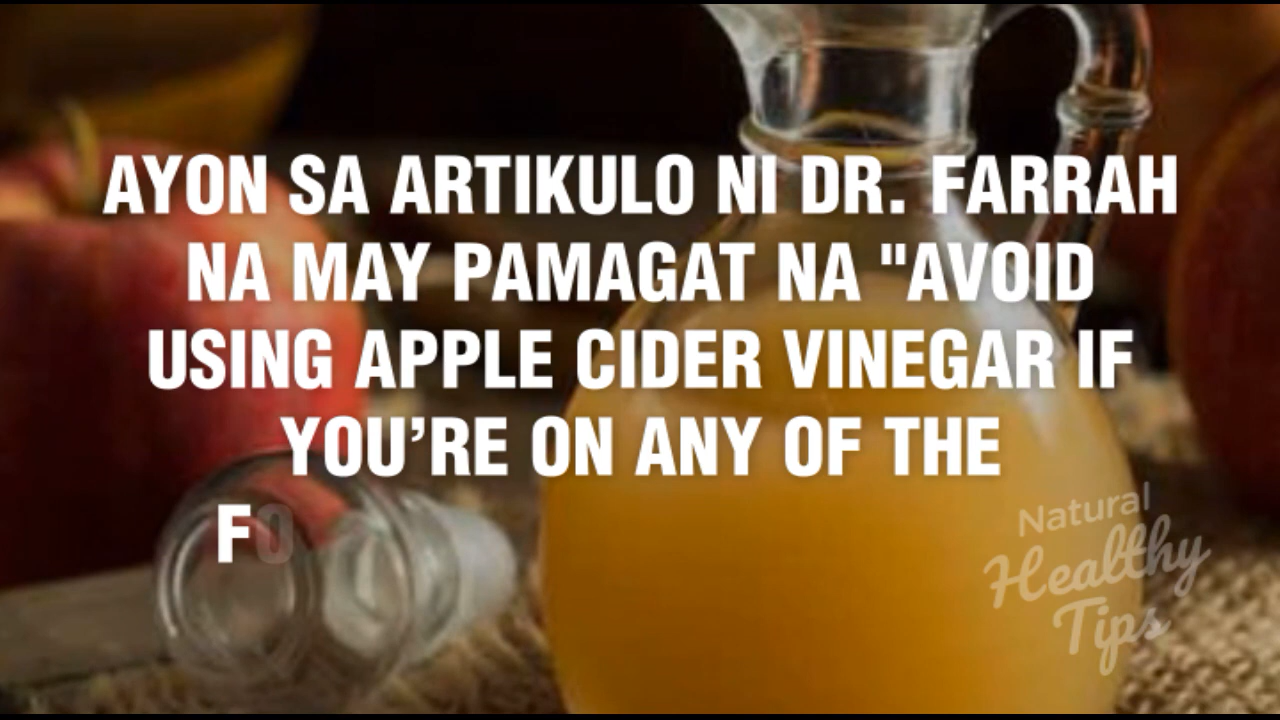 AYON SA ARTIKULO NI DR. FARRAH
NA MAY PAMAGAT NA "AVOID
USING APPLE CIDER VINEGAR IF
YOU’RE ON ANY OF THE
FO
Natural
Healthy
Tips